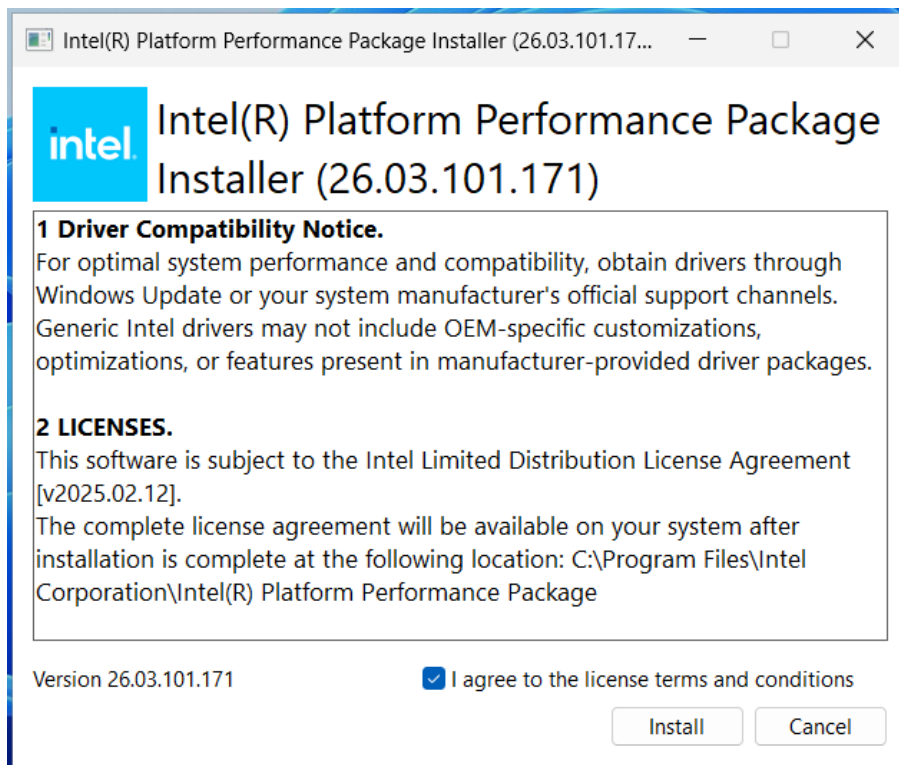 Intel(R) Platform Performance Package Installer (26.03.101.17...
intel.
Intel(R) Platform Performance Package
Installer (26.03.101.171)
1 Driver Compatibility Notice.
For optimal system performance and compatibility, obtain drivers through
Windows Update or your system manufacturer's official support channels.
Generic Intel drivers may not include OEM-specific customizations,
optimizations, or features present in manufacturer-provided driver packages.
2 LICENSES.
This software is subject to the Intel Limited Distribution License Agreement
[v2025.02.12].
The complete license agreement will be available on your system after
installation is complete at the following location: C:\Program Files\Intel
Corporation\Intel(R) Platform Performance Package
Version 26.03.101.171
I agree to the license terms and conditions
Install
Cancel